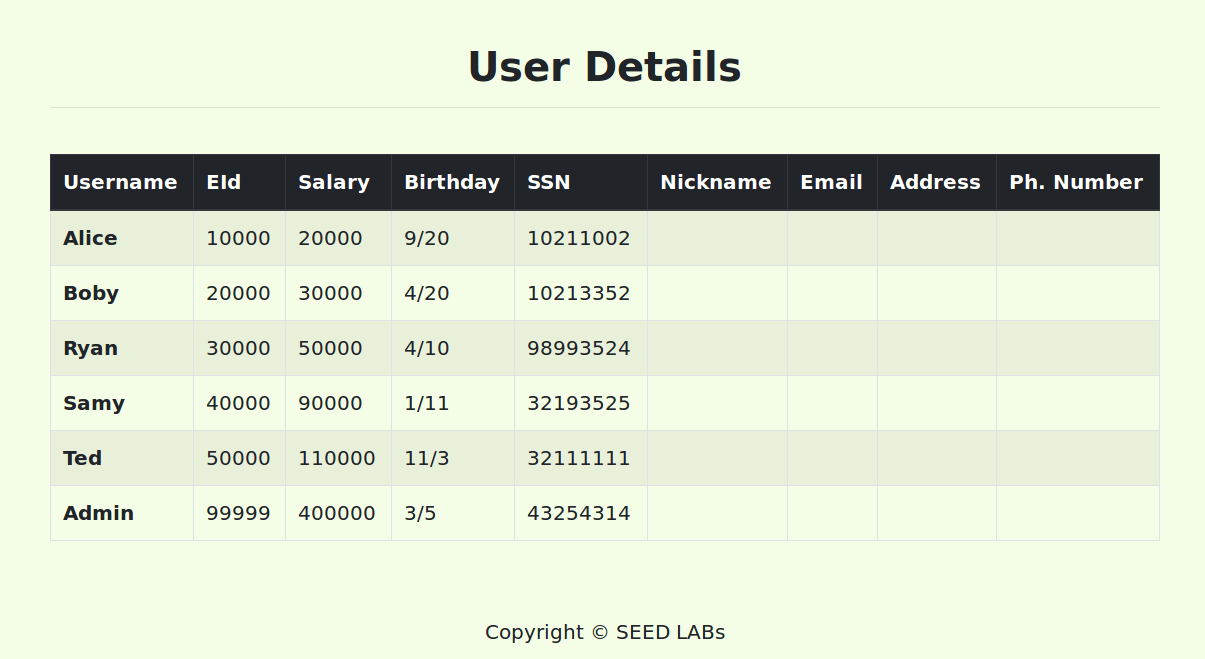 User Details
Username EId Salary Birthday SSN Nickname Email Address Ph. Number
Alice 10000 20000 9/20 10211002
Boby 20000 30000 4/20 10213352
Ryan 30000 50000 4/10 98993524
Samy 40000 90000 1/11 32193525
Ted 50000 110000 11/3 32111111
Admin 99999 400000 3/5 43254314
Copyright © SEED LABs